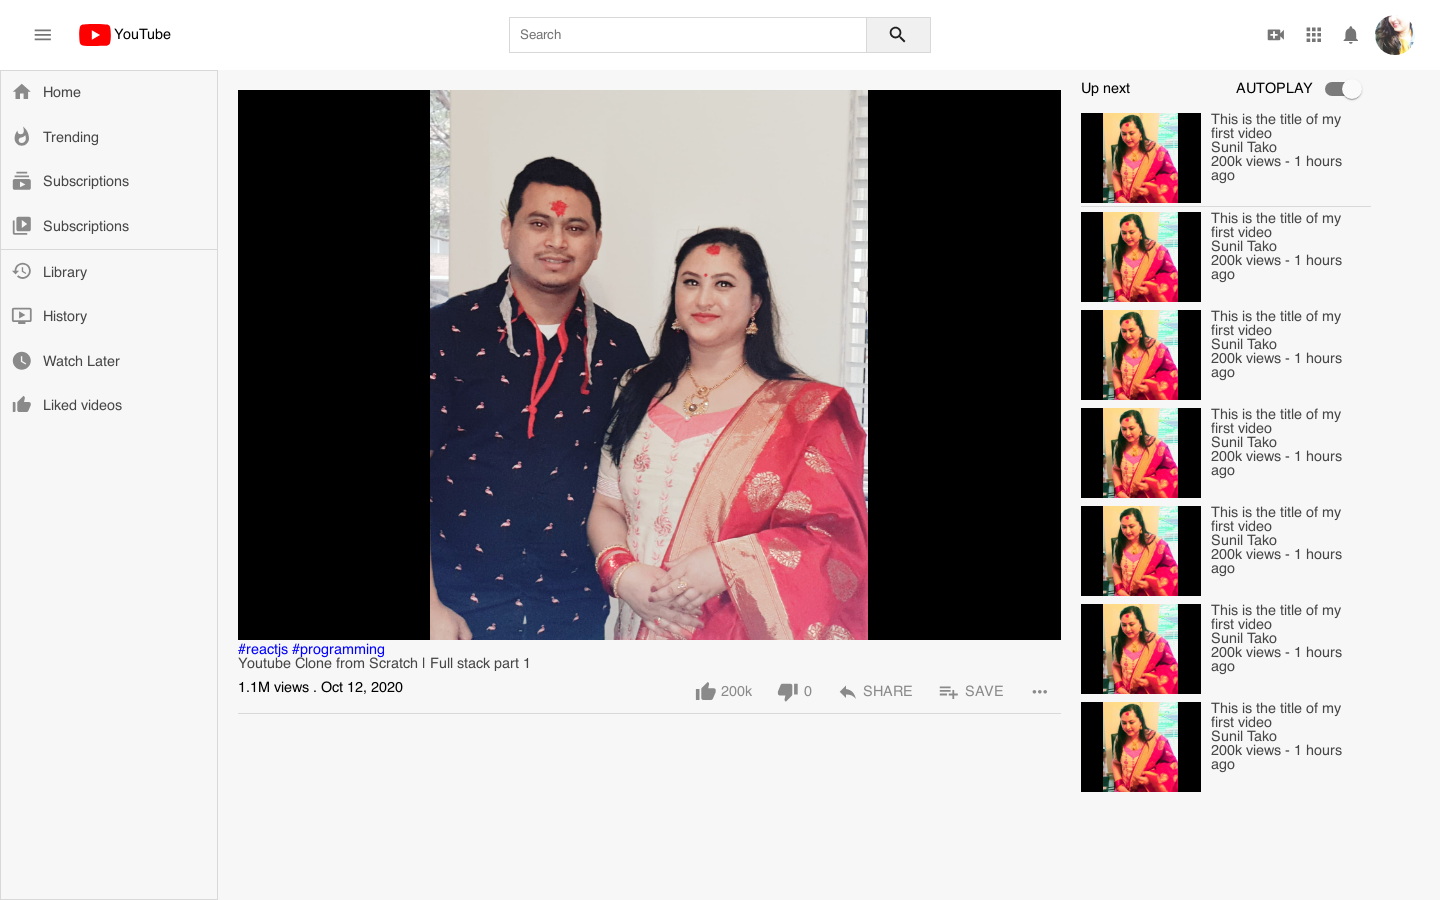 YouTube
Search
Home
Trending
Subscriptions
Subscriptions
Library
History
Watch Later
Liked videos
#reactjs #programming
Youtube Clone from Scratch | Full stack part 1
1.1M views . Oct 12, 2020
200k
0
SHARE
SAVE
Up next
AUTOPLAY
This is the title of my
first video
Sunil Tako
200k views - 1 hours
ago
This is the title of my
first video
Sunil Tako
200k views - 1 hours
ago
This is the title of my
first video
Sunil Tako
200k views - 1 hours
ago
This is the title of my
first video
Sunil Tako
200k views - 1 hours
ago
This is the title of my
first video
Sunil Tako
200k views - 1 hours
ago
This is the title of my
first video
Sunil Tako
200k views - 1 hours
ago
This is the title of my
first video
Sunil Tako
200k views - 1 hours
ago